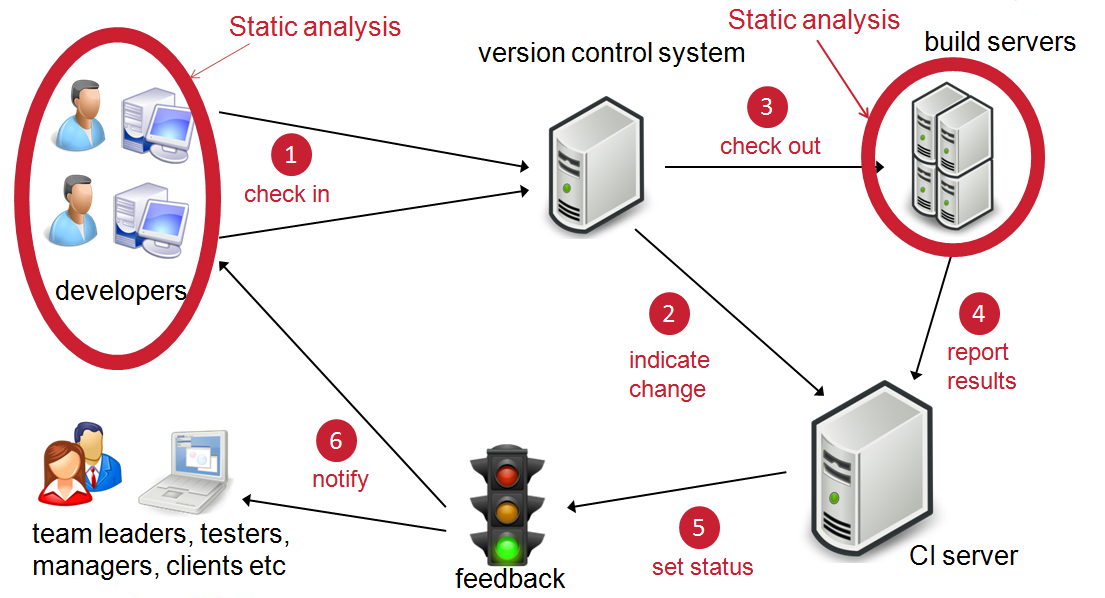 Static analysis
Static analysis
version control system
build servers
3
check out
1
check in
developers
2
indicate
change
4
report
results
6
notify
team leaders, testers,
managers, clients etc
5
set status
feedback
CI server